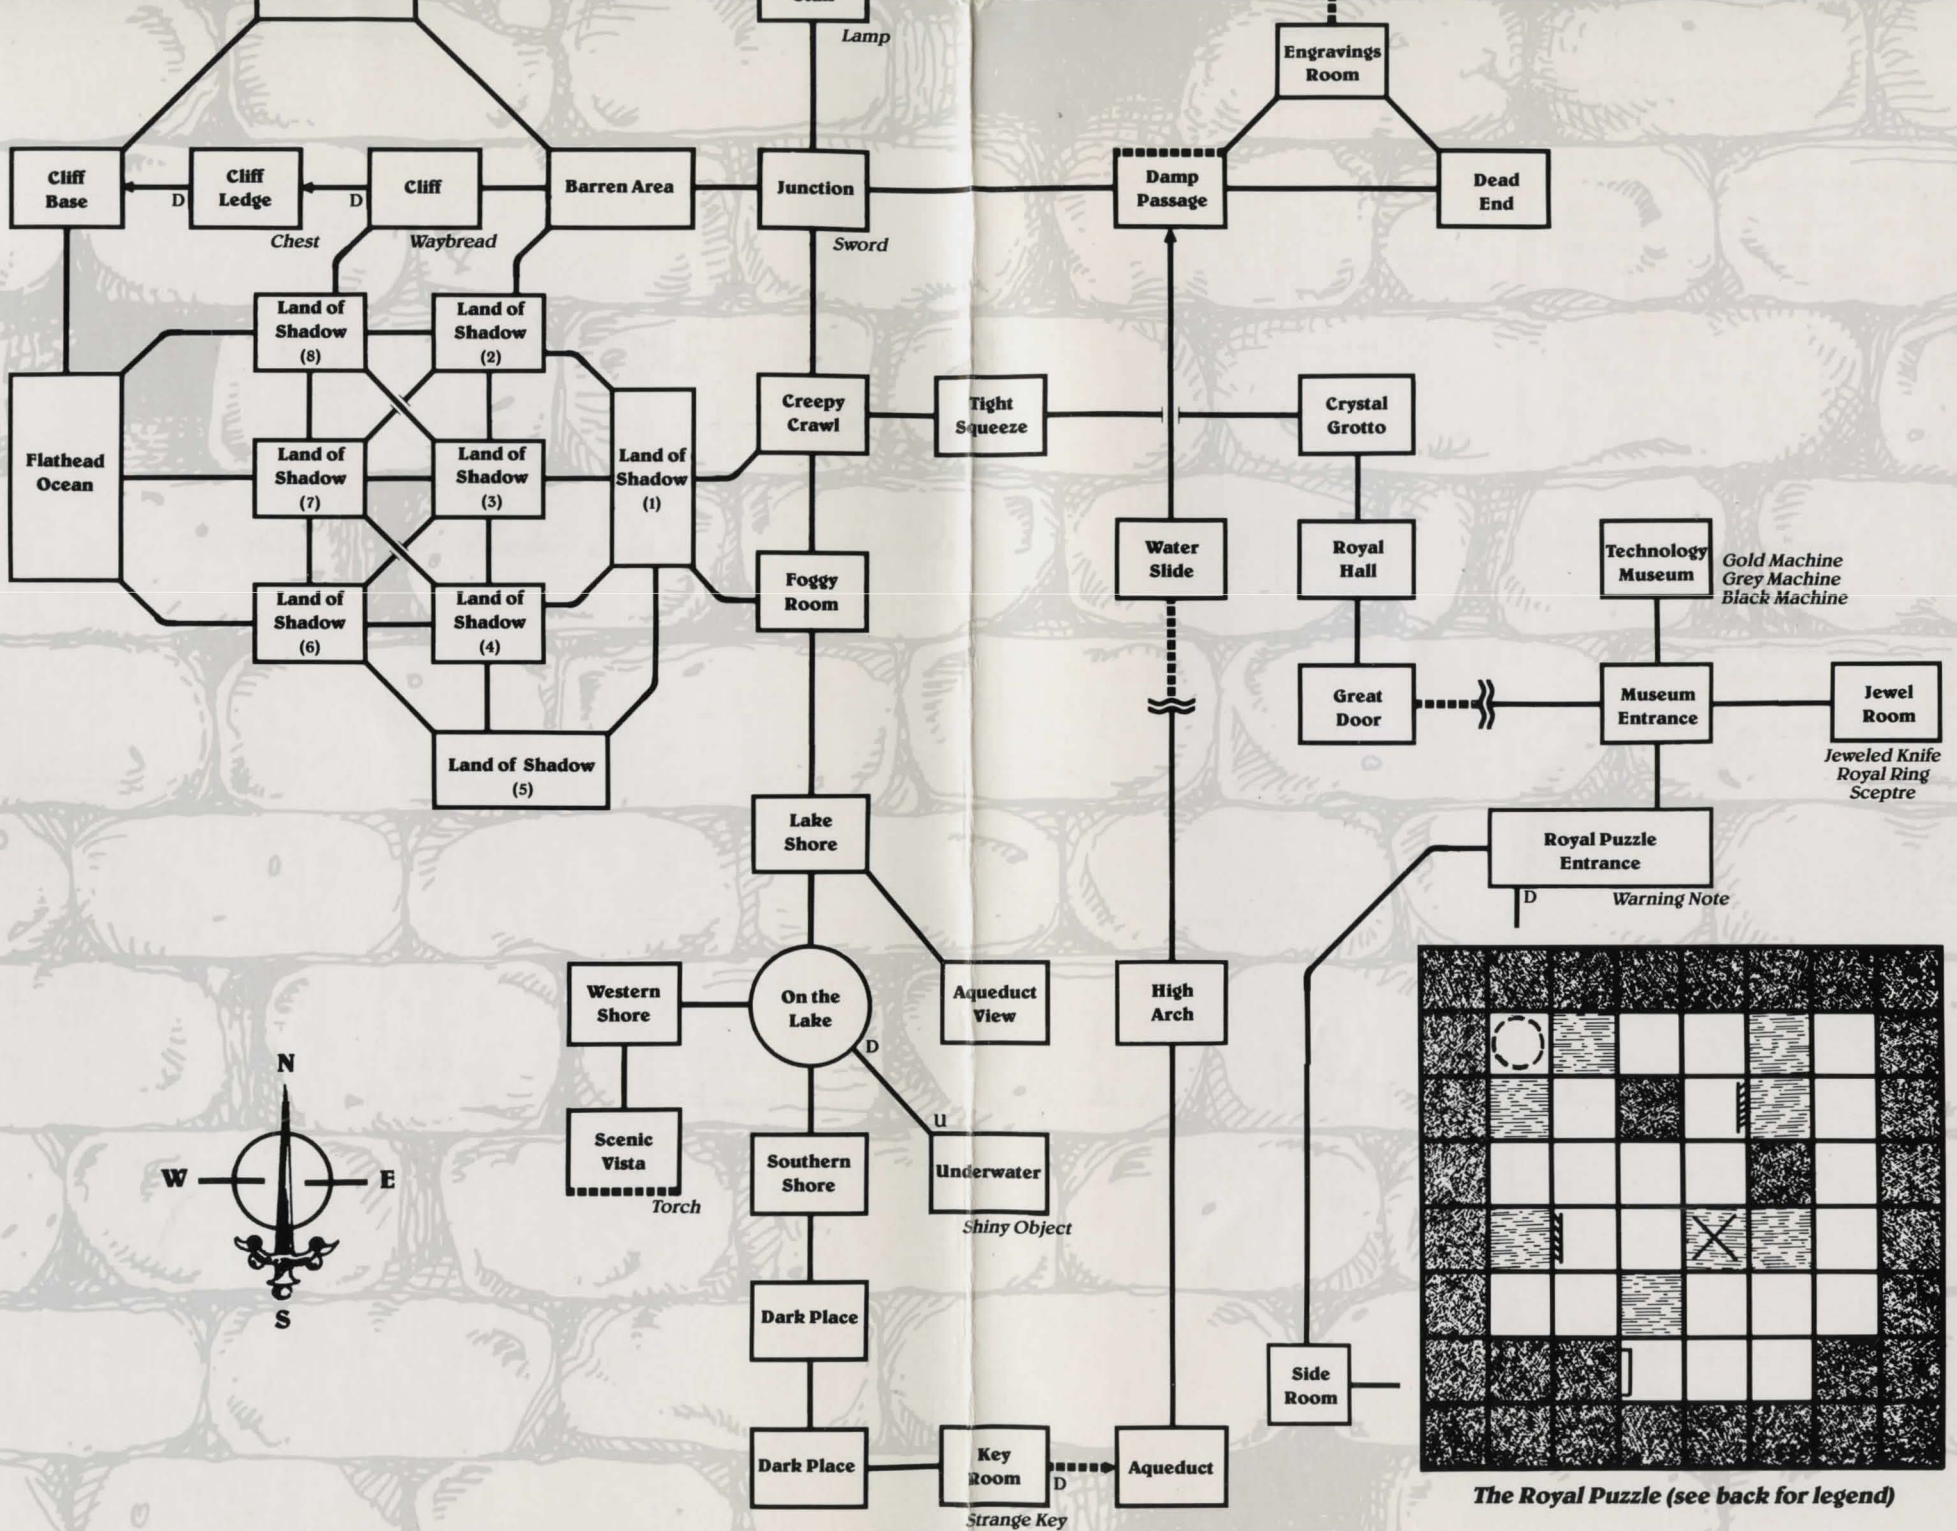 Lamp
Engravings
Room
Cliff
Base
D
Cliff
Ledge
D
Cliff
Barren Area
Junction
Damp
Passage
Dead
End
Chest
Waybread
Sword
Land of
Shadow
(8)
Land of
Shadow
(2)
Creepy
Crawl
Tight
Squeeze
Crystal
Grotto
Flathead
Ocean
Land of
Shadow
(7)
Land of
Shadow
(3)
Land of
Shadow
(1)
Foggy
Room
Water
Slide
Royal
Hall
Technology
Museum
Gold Machine
Grey Machine
Black Machine
Land of
Shadow
(6)
Land of
Shadow
(4)
Great
Door
Museum
Entrance
Jewel
Room
Jeweled Knife
Royal Ring
Sceptre
Land of Shadow
(5)
Lake
Shore
Royal Puzzle
Entrance
D
Warning Note
Western
Shore
On the
Lake
D
Aqueduct
View
High
Arch
N
W
E
S
Scenic
Vista
Torch
Southern
Shore
U
Underwater
Shiny Object
Dark Place
Side
Room
Dark Place
Key
Room
D
Aqueduct
Strange Key
The Royal Puzzle (see back for legend)